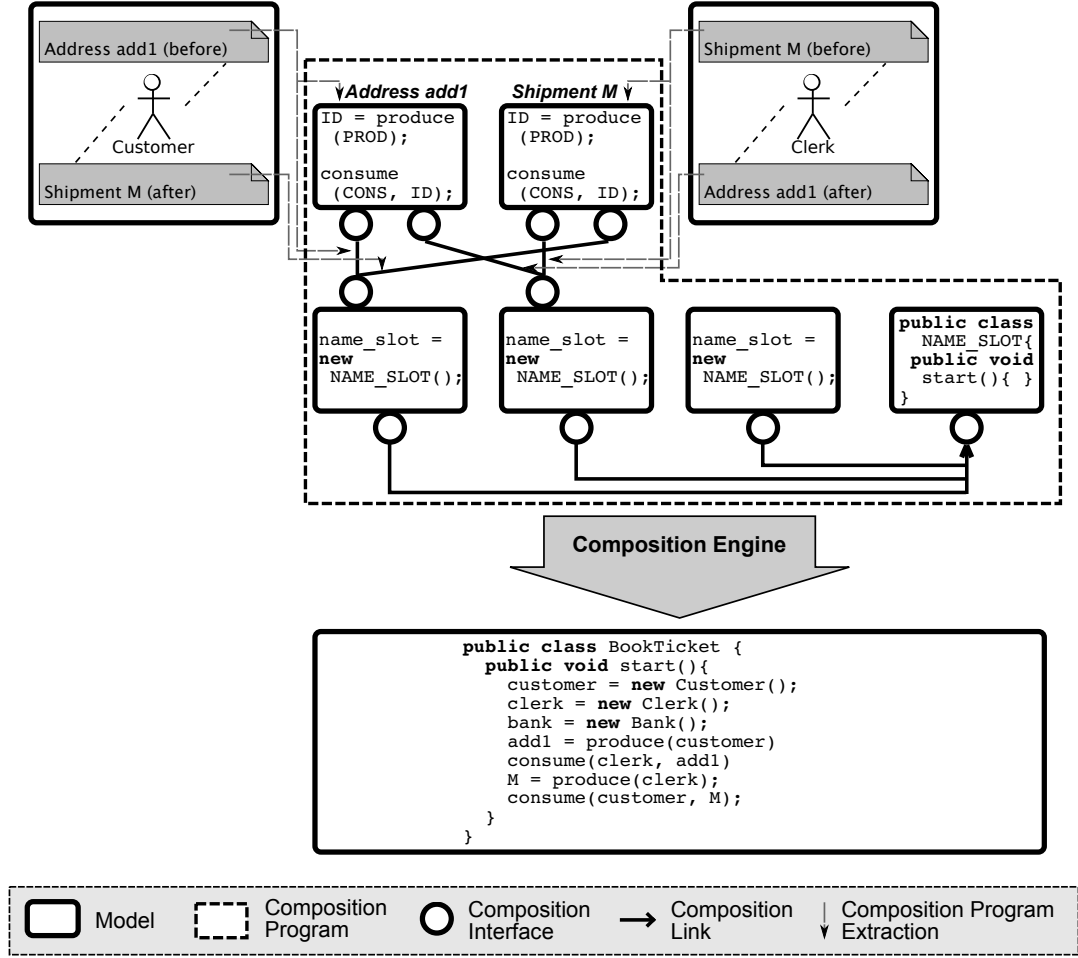 Address add1 (before)
Customer
Shipment M (after)
Shipment M (before)
Clerk
Address add1 (after)
Address add1
ID = produce
(PROD);
consume
(CONS, ID);
Shipment M
ID = produce
(PROD);
consume
(CONS, ID);
name_slot =
new
NAME_SLOT();
name_slot =
new
NAME_SLOT();
name_slot =
new
NAME_SLOT();
public class
NAME_SLOT{
public void
start(){ }
}
Composition Engine
public class BookTicket {
public void start(){
customer = new Customer();
clerk = new Clerk();
bank = new Bank();
add1 = produce(customer)
consume(clerk, add1)
M = produce(clerk);
consume(customer, M);
}
}
Model
Composition
Program
Composition
Interface
Composition
Link
Composition Program
Extraction